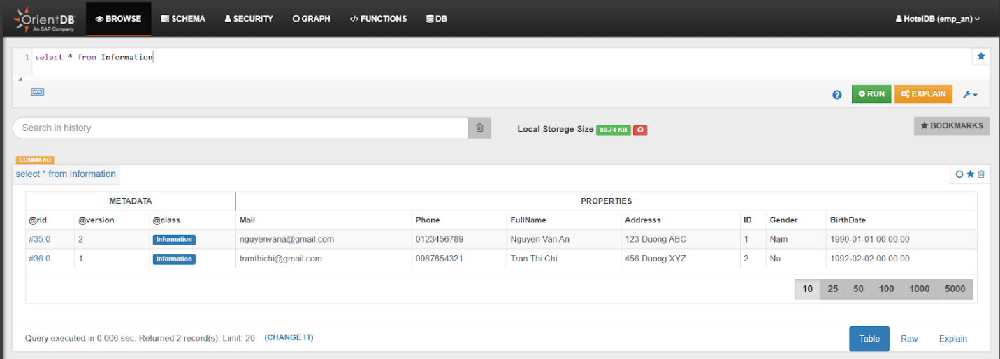 OrientDB® BROWSE SCHEMA SECURITY GRAPH FUNCTIONS DB HotelDB (emp_an)
An SAP Company
1 select * from Information
RUN EXPLAIN
Search in history Local Storage Size 80.74 KB BOOKMARKS
COMMAND
select * from Information
METADATA PROPERTIES
@rid @version @class Mail Phone FullName Addresss ID Gender BirthDate
#35:0 2 Information nguyenvana@gmail.com 0123456789 Nguyen Van An 123 Duong ABC 1 Nam 1990-01-01 00:00:00
#36:0 1 Information tranthichi@gmail.com 0987654321 Tran Thi Chi 456 Duong XYZ 2 Nu 1992-02-02 00:00:00
10 25 50 100 1000 5000
Query executed in 0.006 sec. Returned 2 record(s). Limit: 20 (CHANGE IT) Table Raw Explain